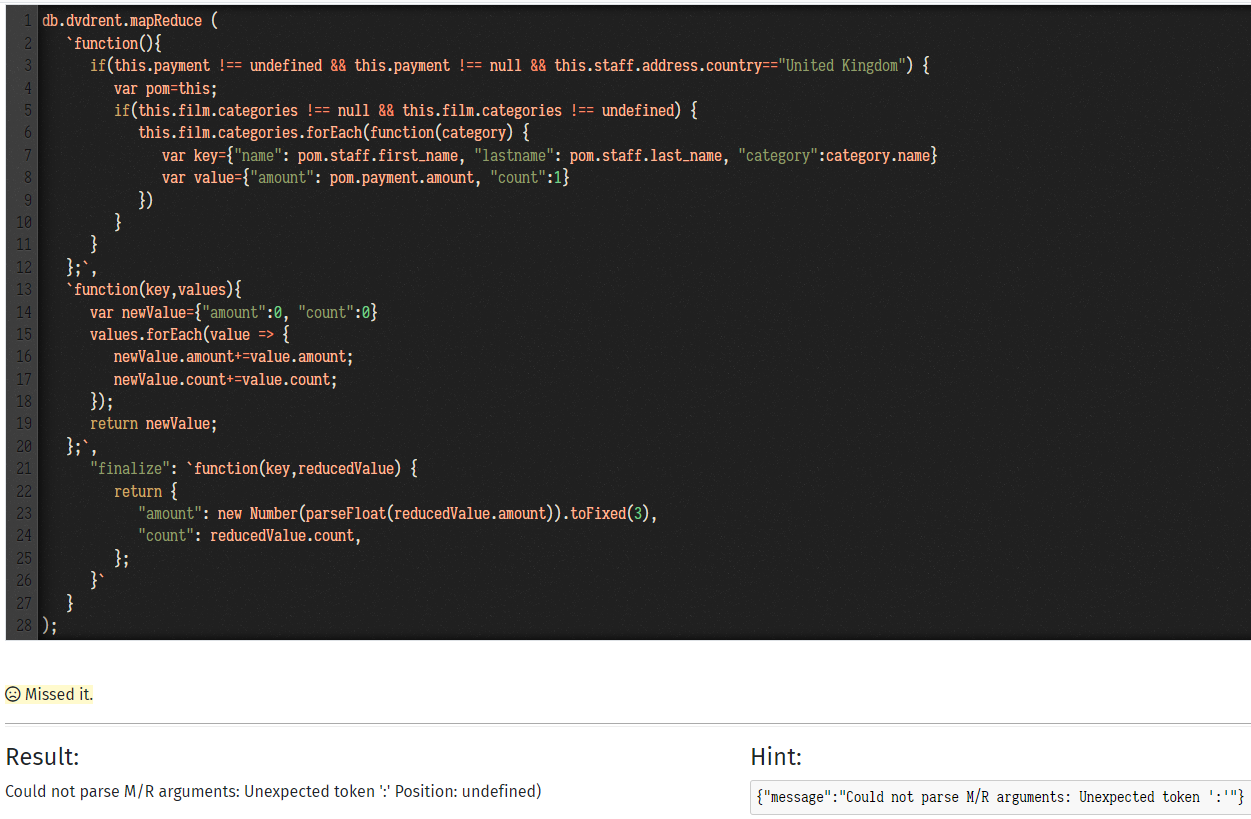 1 db.dvdrent.mapReduce (
2 `function(){
3 if(this.payment !== undefined && this.payment !== null && this.staff.address.country=="United Kingdom") {
4 var pom=this;
5 if(this.film.categories !== null && this.film.categories !== undefined) {
6 this.film.categories.forEach(function(category) {
7 var key={"name": pom.staff.first_name, "lastname": pom.staff.last_name, "category":category.name}
8 var value={"amount": pom.payment.amount, "count":1}
9 })
10 }
11 }
12 };`,
13 `function(key,values){
14 var newValue={"amount":0, "count":0}
15 values.forEach(value => {
16 newValue.amount+=value.amount;
17 newValue.count+=value.count;
18 });
19 return newValue;
20 };`,
21 "finalize": `function(key,reducedValue) {
22 return {
23 "amount": new Number(parseFloat(reducedValue.amount)).toFixed(3),
24 "count": reducedValue.count,
25 };
26 }`
27 }
28 );
Missed it.
Result:
Could not parse M/R arguments: Unexpected token ':' Position: undefined)
Hint:
{"message":"Could not parse M/R arguments: Unexpected token ':'"}